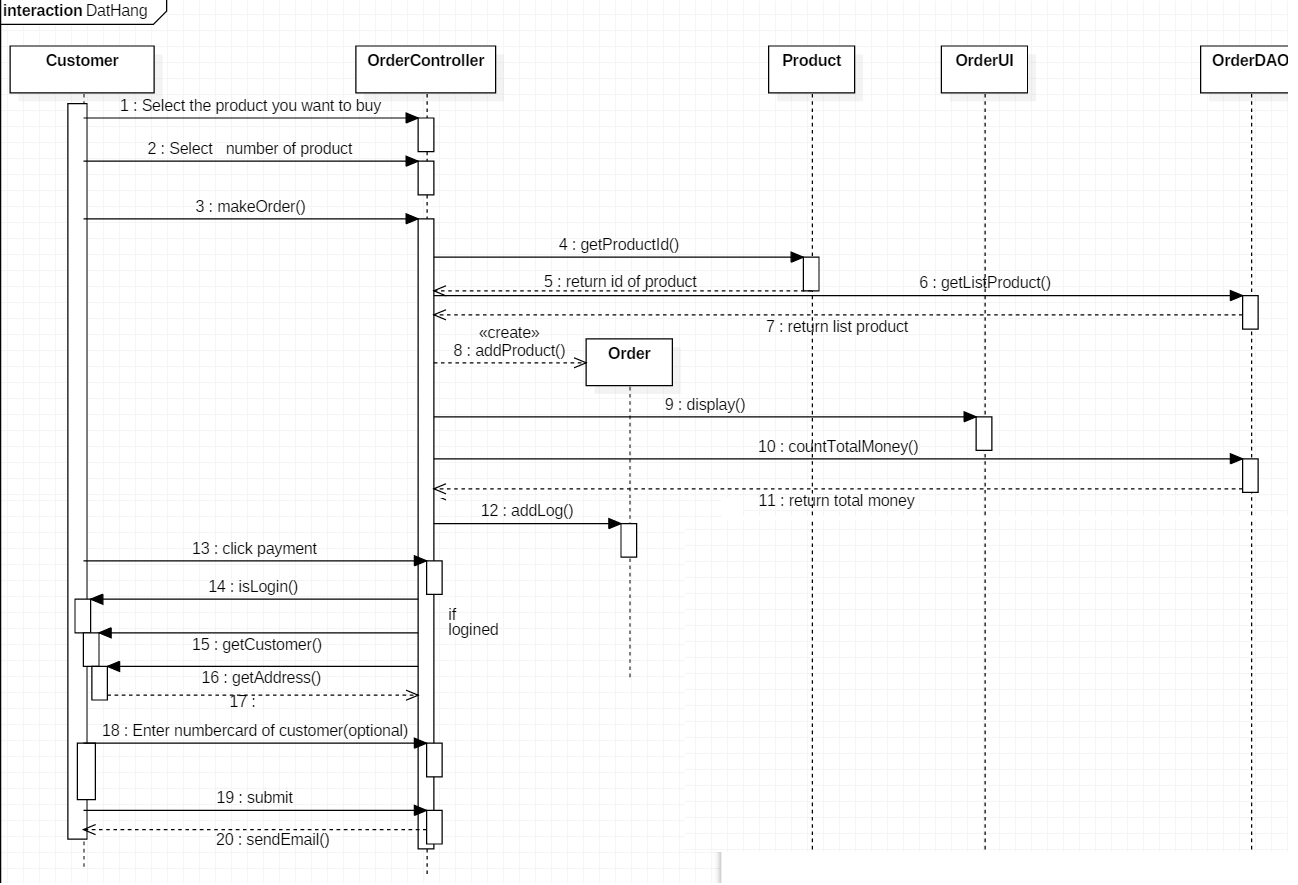 interaction DatHang
Customer
OrderController
Product
OrderUI
OrderDAO
1 : Select the product you want to buy
2 : Select number of product
3 : makeOrder()
4 : getProductId()
5 : return id of product
6 : getListProduct()
7 : return list product
«create»
8 : addProduct()
Order
9 : display()
10 : countTotalMoney()
11 : return total money
12 : addLog()
13 : click payment
14 : isLogin()
if
logined
15 : getCustomer()
16 : getAddress()
17 :
18 : Enter numbercard of customer(optional)
19 : submit
20 : sendEmail()